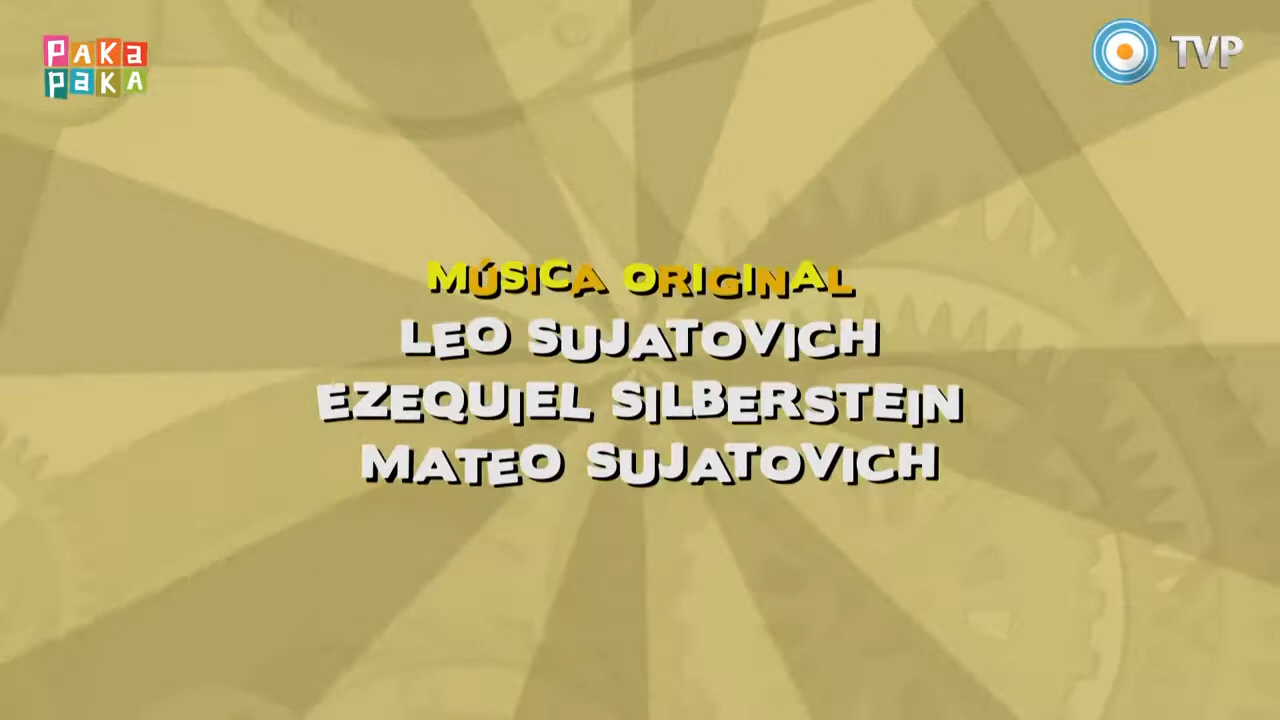 PAKA
PAKA
TVP
MÚSICA ORIGINAL
LEO SUJATOVICH
EZEQUIEL SILBERSTEIN
MATEO SUJATOVICH